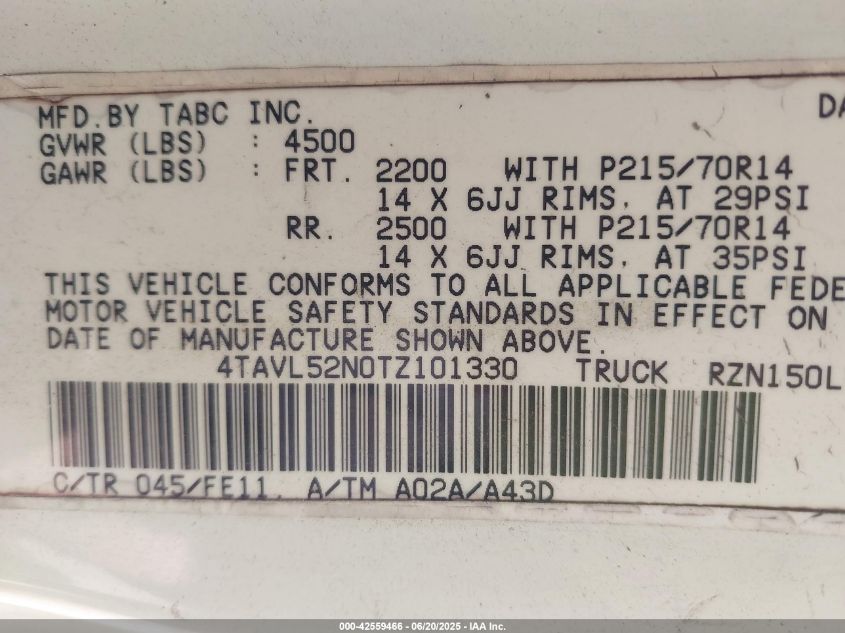 MFD.BY TABC INC.
GVWR (LBS) : 4500
GAWR (LBS) : FRT. 2200 WITH P215/70R14
14 X 6JJ RIMS, AT 29PSI
RR. 2500 WITH P215/70R14
14 X 6JJ RIMS, AT 35PSI
THIS VEHICLE CONFORMS TO ALL APPLICABLE
MOTOR VEHICLE SAFETY STANDARDS IN EFFECT ON
DATE OF MANUFACTURE SHOWN ABOVE.
4TAVL52N0TZ101330 TRUCK RZN150L
C/TR 045/FE11, A/TM A02A/A43D
000-42559466 - 06/20/2025 - IAA Inc.